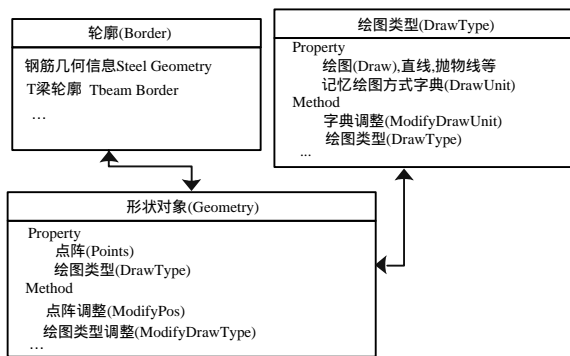 轮廓(Border)
钢筋几何信息Steel Geometry
T梁轮廓 Tbeam Border
…
绘图类型(DrawType)
Property
绘图(Draw),直线,抛物线等
记忆绘图方式字典(DrawUnit)
Method
字典调整(ModifyDrawUnit)
绘图类型(DrawType)
...
形状对象(Geometry)
Property
点阵(Points)
绘图类型(DrawType)
Method
点阵调整(ModifyPos)
绘图类型调整(ModifyDrawType)
…